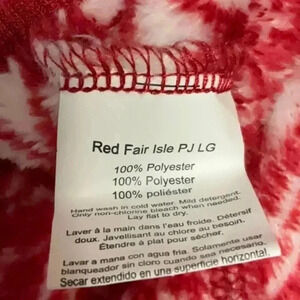 Red Fair Isle PJ LG
100% Polyester
100% Polyester
100% poliéster
Hand wash in cold water. Mild detergent.
Only non-chlorine bleach when needed.
Lay flat to dry.
Laver à la main dans l'eau froide. Détersif
doux. Javellisant au chlore au besoin.
Étendre à plat pour sécher.
Lavar a mana con agua fria. Solamente usar
blanqueador sin cloro cuando sea necesario.
Secar extendido en una superficie horizontal.